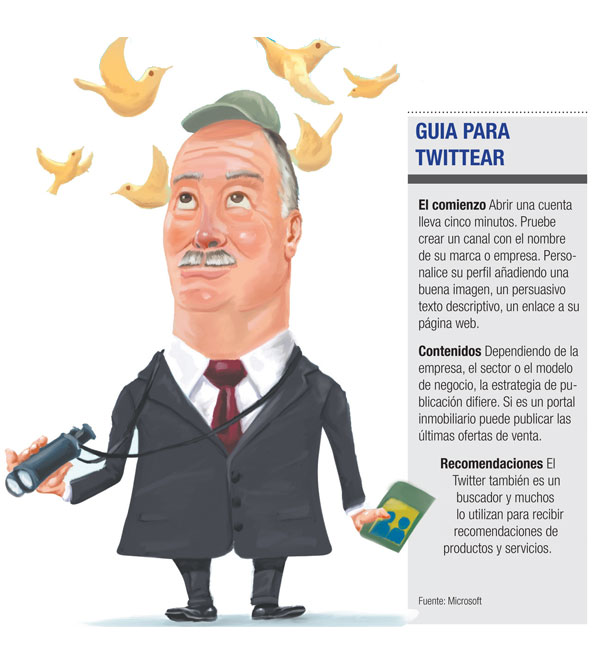 GUIA PARA
TWITTEAR
El comienzo Abrir una cuenta
lleva cinco minutos. Pruebe
crear un canal con el nombre
de su marca o empresa. Perso-
nalice su perfil añadiendo una
buena imagen, un persuasivo
texto descriptivo, un enlace a su
página web.
Contenidos Dependiendo de la
empresa, el sector o el modelo
de negocio, la estrategia de pu-
blicación difiere. Si es un portal
inmobiliario puede publicar las
últimas ofertas de venta.
Recomendaciones El
Twitter también es un
buscador y muchos
lo utilizan para recibir
recomendaciones de
productos y servicios.
Fuente: Microsoft